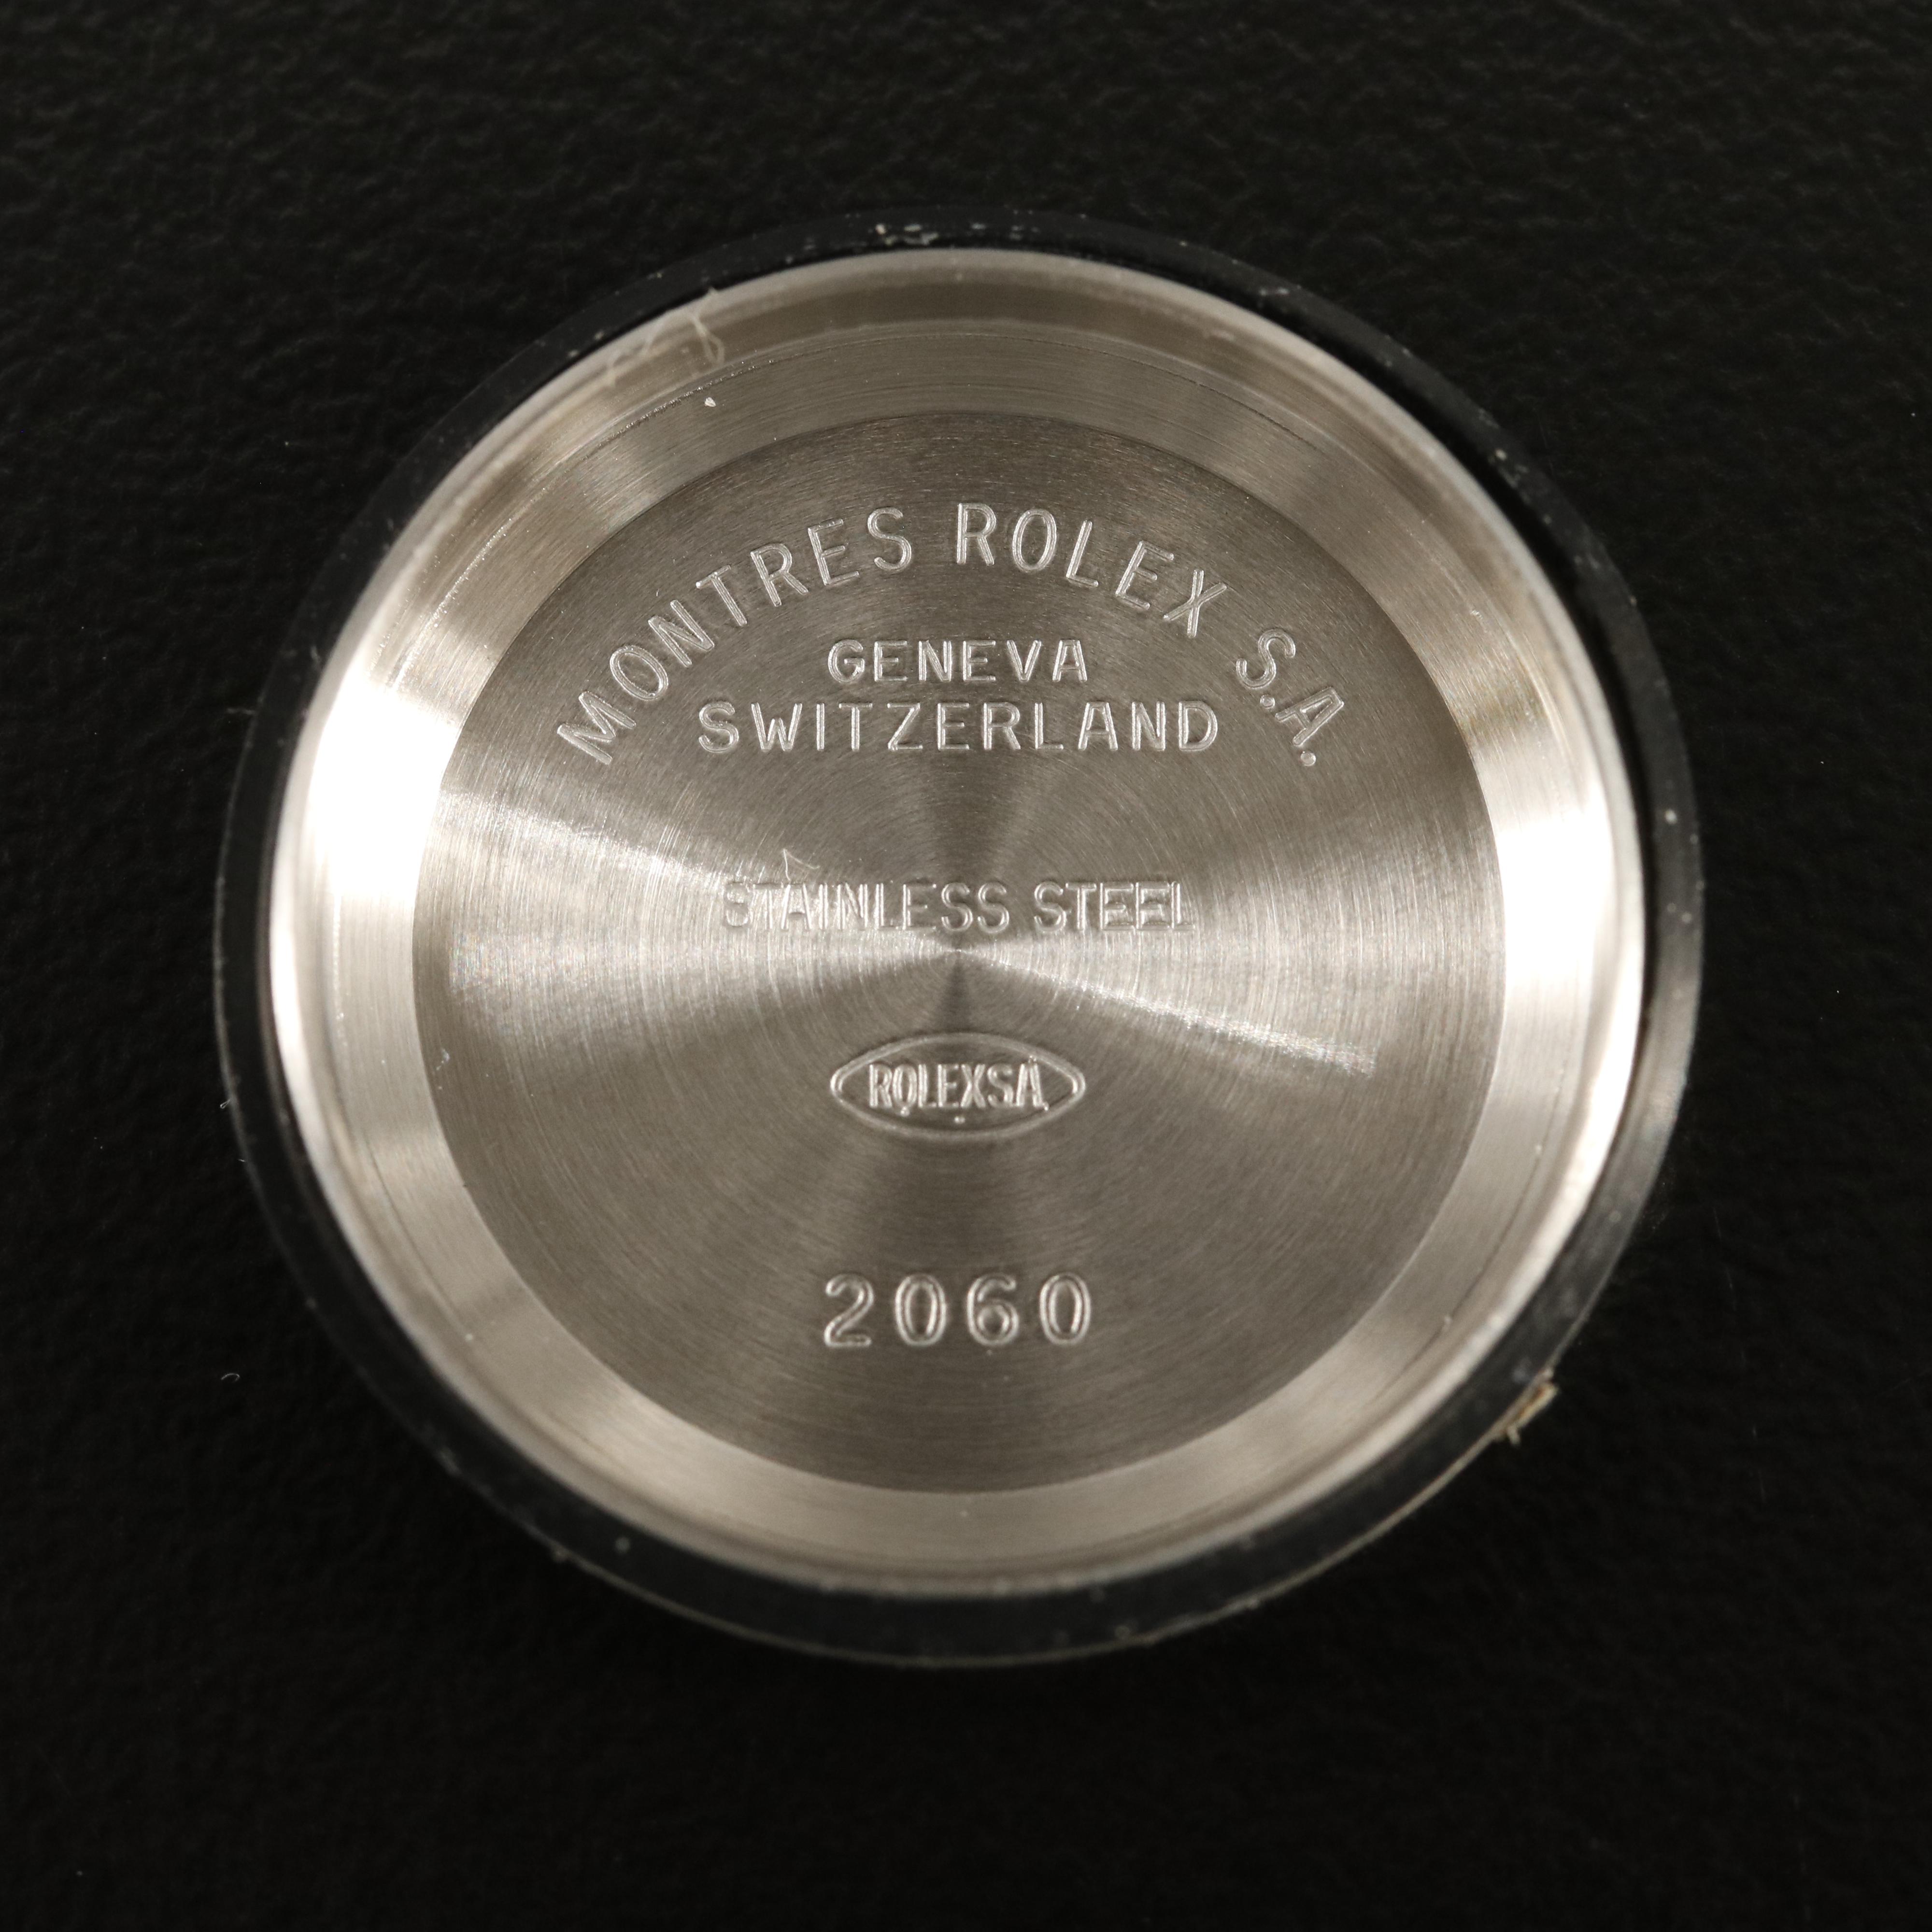 MONTRES ROLEX S.A.
GENEVA
SWITZERLAND
STAINLESS STEEL
ROLEXSA
2060